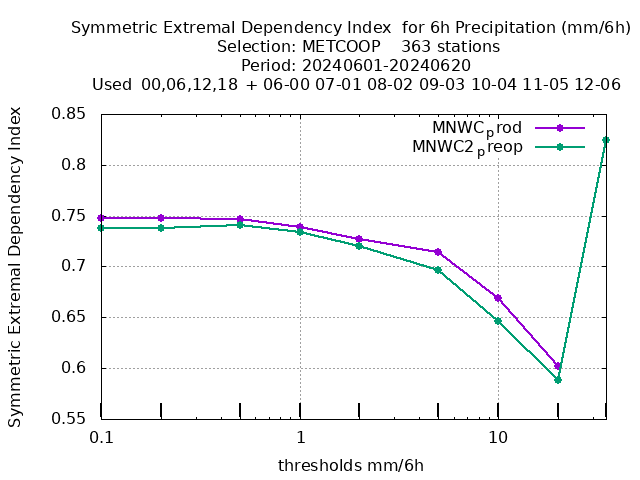 Symmetric Extremal Dependency Index  for 6h Precipitation (mm/6h)
Selection: METCOOP    363 stations
Period: 20240601-20240620
Used  00,06,12,18  + 06-00 07-01 08-02 09-03 10-04 11-05 12-06
Symmetric Extremal Dependency Index
0.85
0.8
0.75
0.7
0.65
0.6
0.55
MNWCprod
MNWC2preop
0.1 1 10
thresholds mm/6h